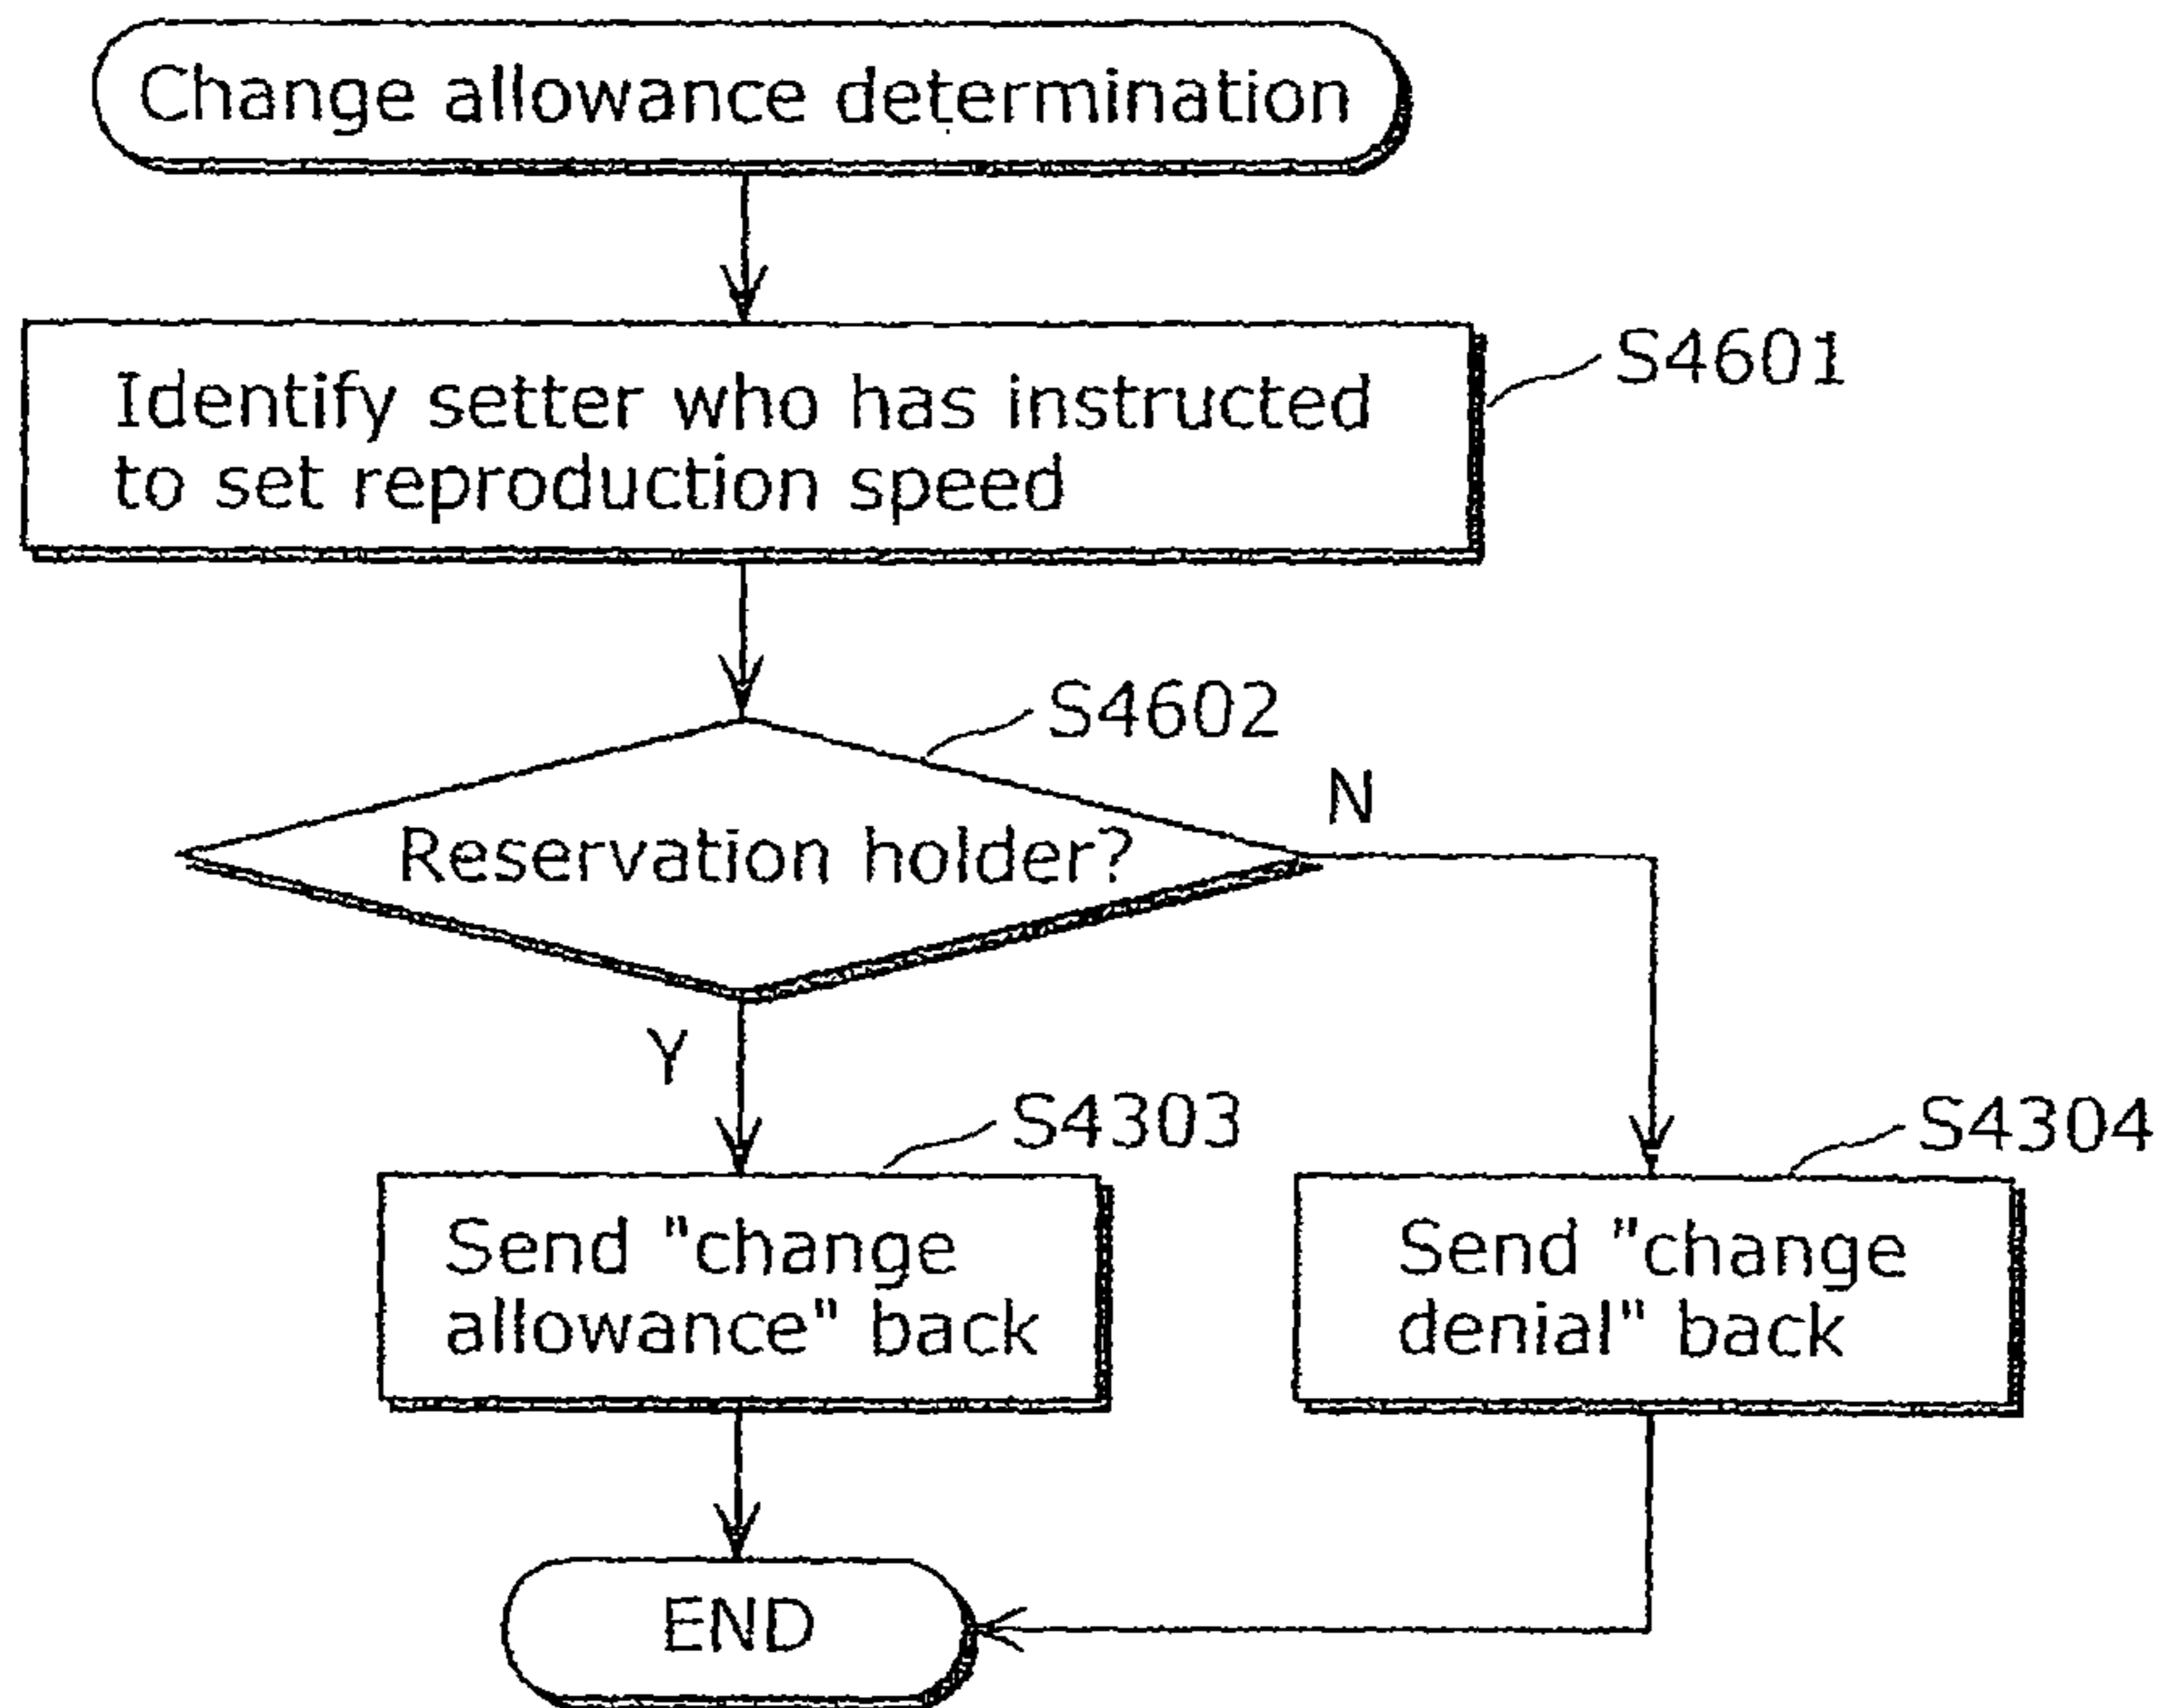 Change allowance determination
S4601
Identify setter who has instructed
to set reproduction speed
S4602
N
Reservation holder?
Y
S4303
S4304
Send "change
allowance" back
Send "change
denial" back
END